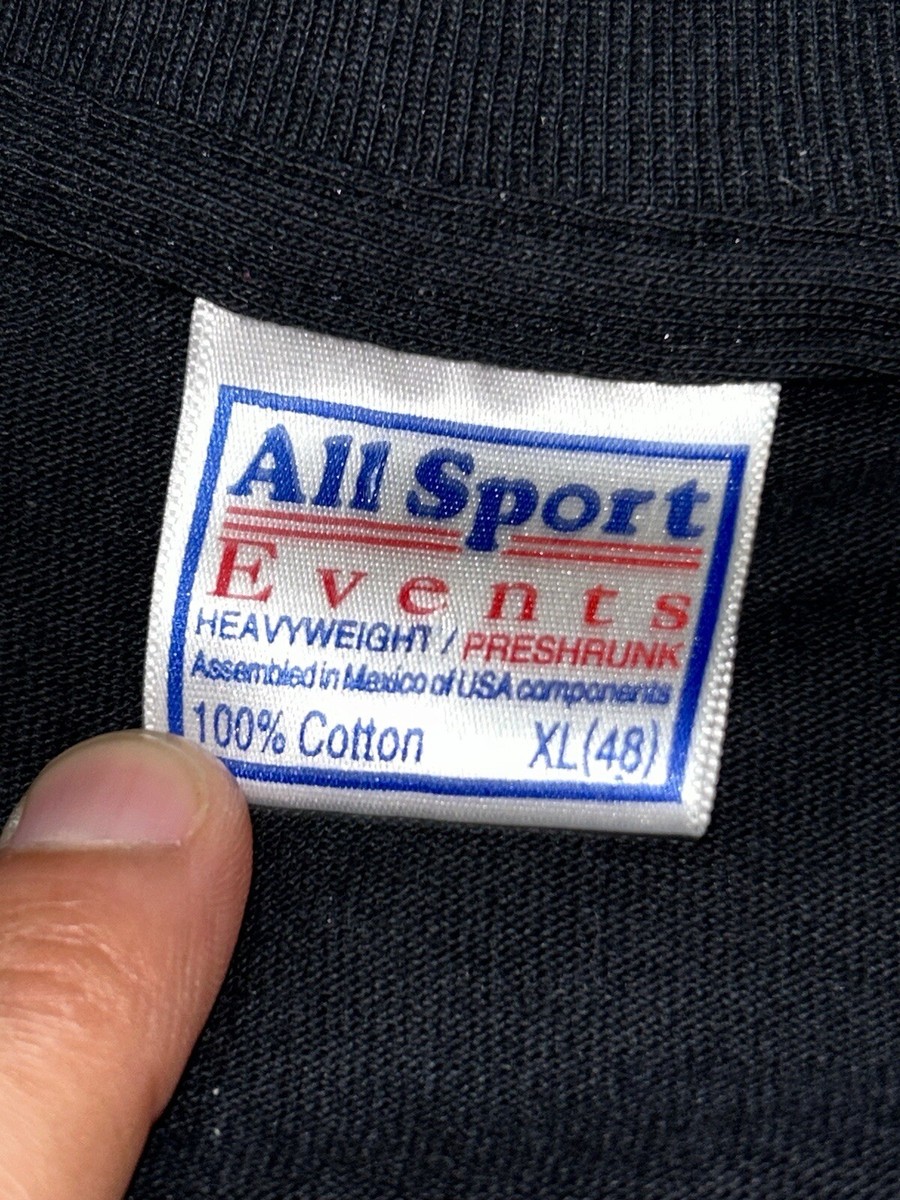 All Sport
Events
HEAVYWEIGHT / PRESHRUNK
Assembled in Mexico of USA components
100% Cotton XL(48)